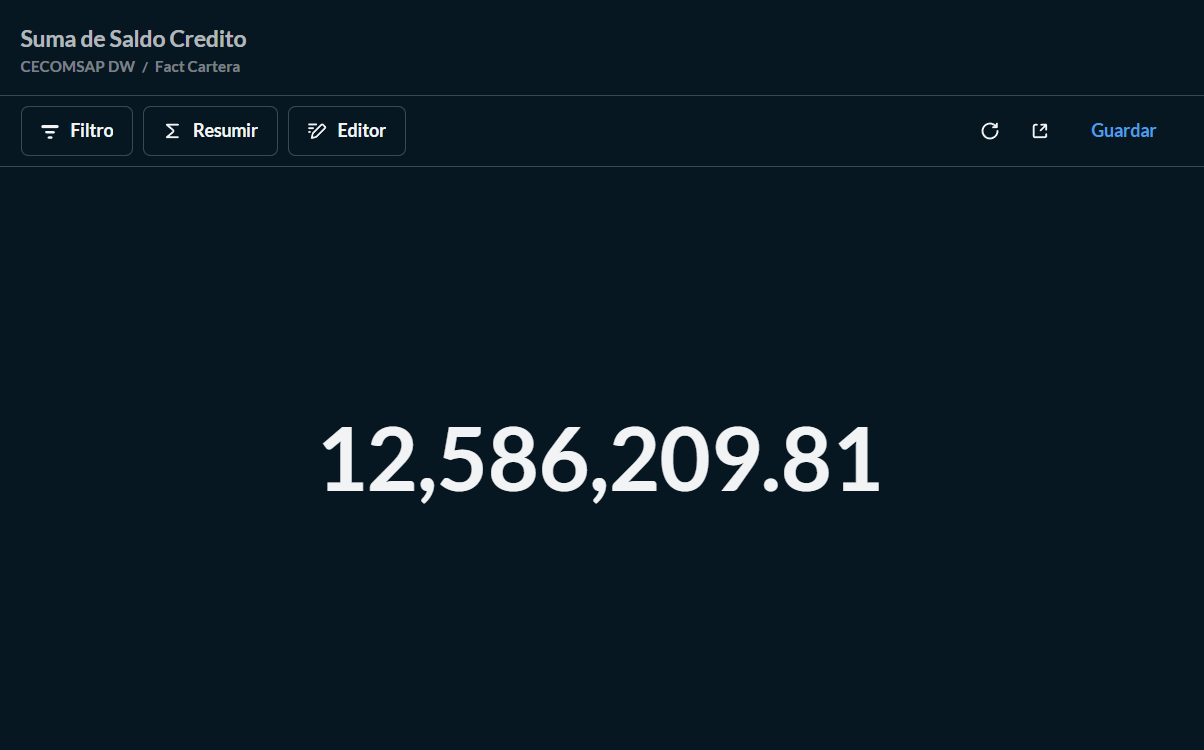 Suma de Saldo Credito
CECOMSAP DW / Fact Cartera
Filtro Resumir Editor Guardar
12,586,209.81